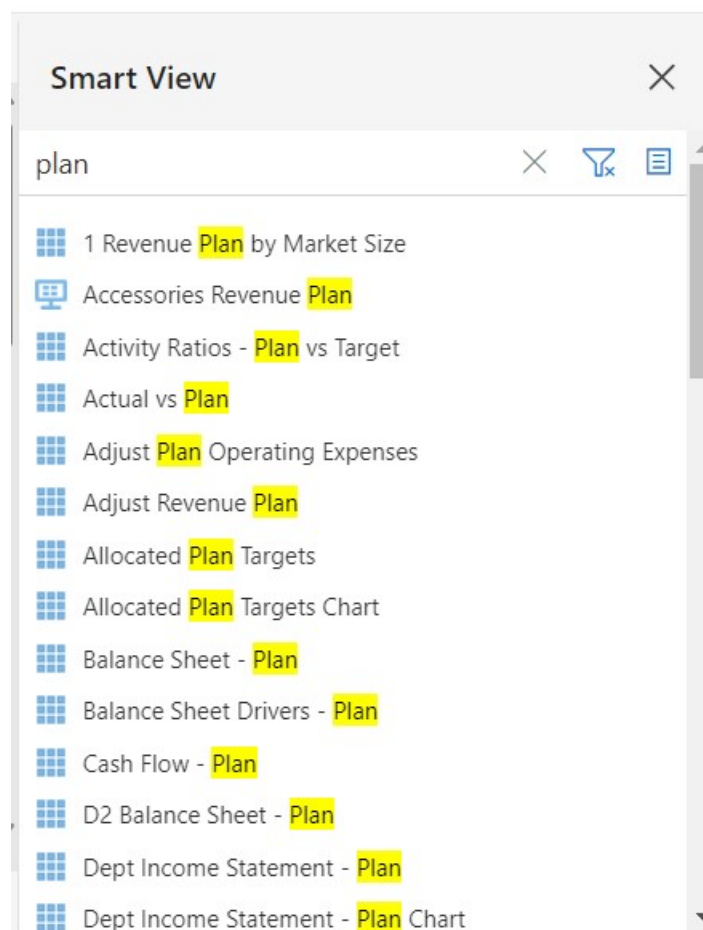 Smart View
plan
1 Revenue Plan by Market Size
Accessories Revenue Plan
Activity Ratios - Plan vs Target
Actual vs Plan
Adjust Plan Operating Expenses
Adjust Revenue Plan
Allocated Plan Targets
Allocated Plan Targets Chart
Balance Sheet - Plan
Balance Sheet Drivers - Plan
Cash Flow - Plan
D2 Balance Sheet - Plan
Dept Income Statement - Plan
Dept Income Statement - Plan Chart